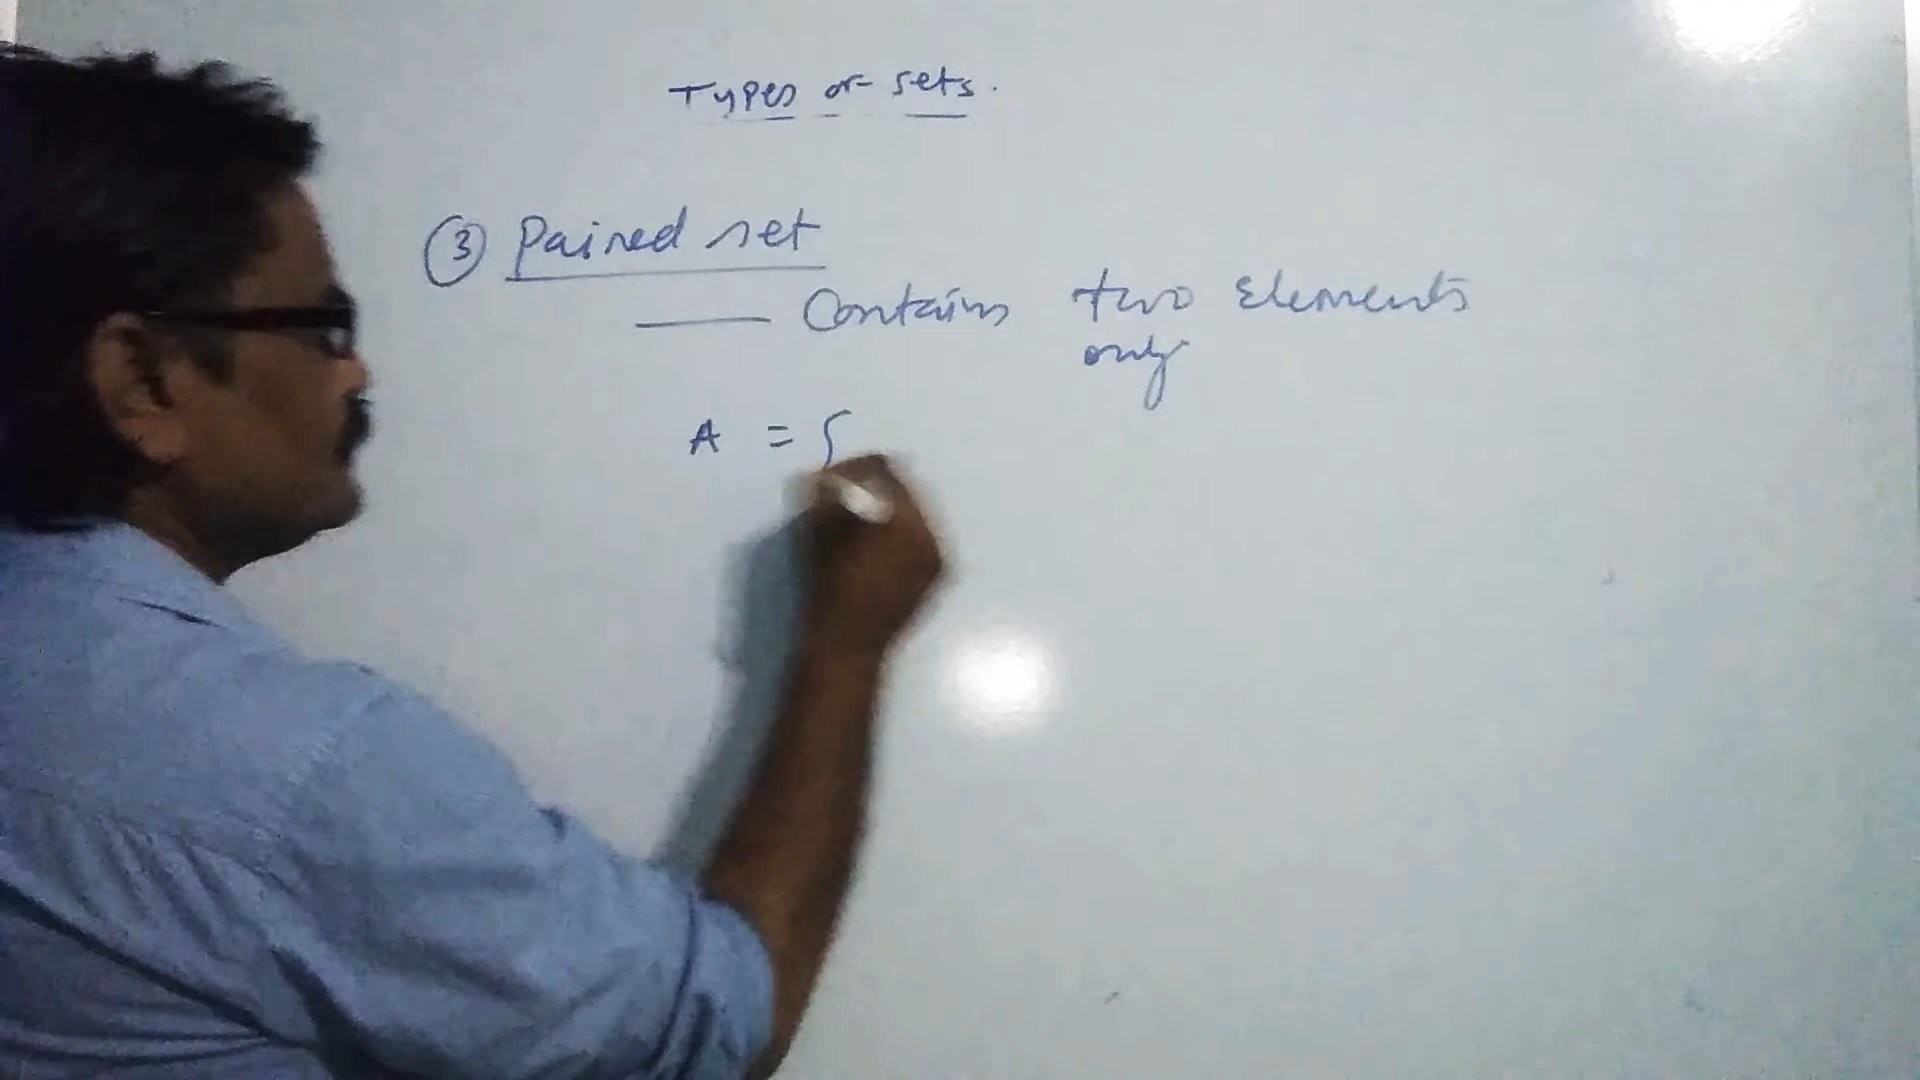 Types of sets.
③ Paired set
— Contains two Elements
only
A = {